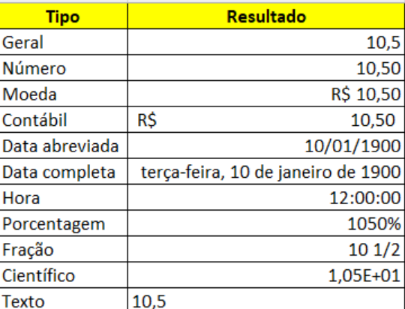 Tipo Resultado
Geral 10,5
Número 10,50
Moeda R$ 10,50
Contábil R$ 10,50
Data abreviada 10/01/1900
Data completa terça-feira, 10 de janeiro de 1900
Hora 12:00:00
Porcentagem 1050%
Fração 10 1/2
Científico 1,05E+01
Texto 10,5